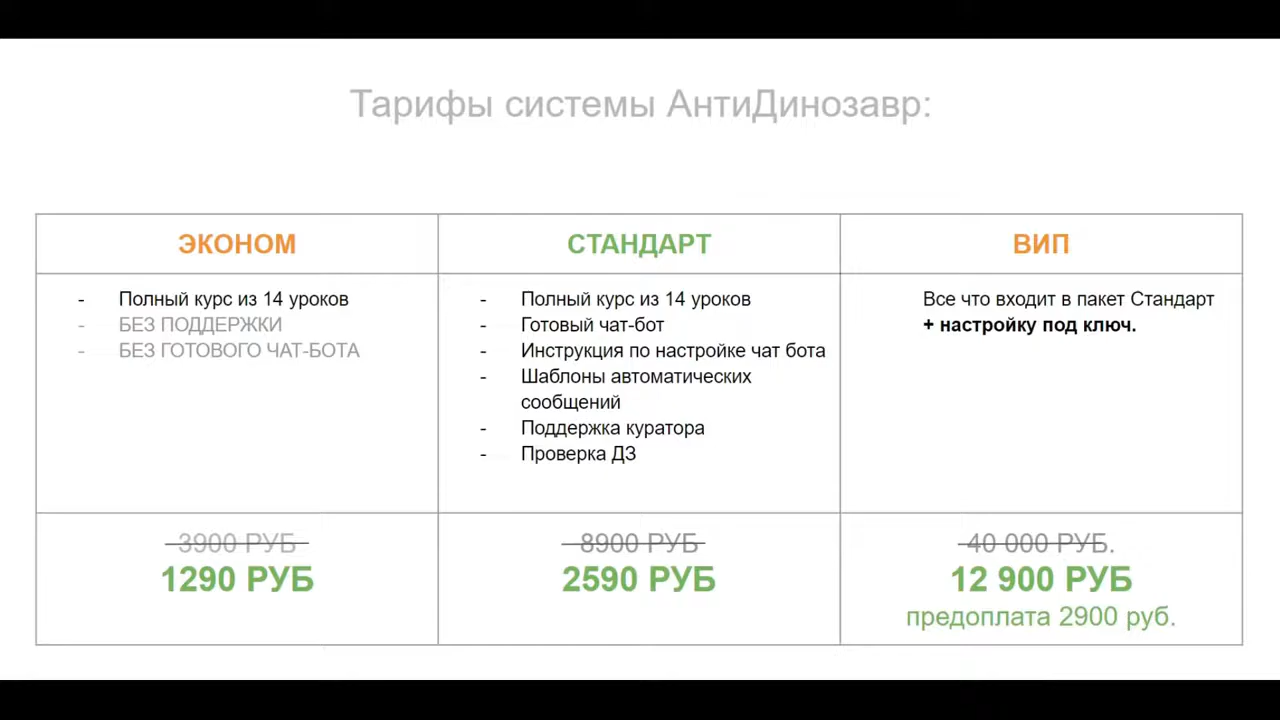 Тарифы системы АнтиДинозавр:
ЭКОНОМ
- Полный курс из 14 уроков
- БЕЗ ПОДДЕРЖКИ
- БЕЗ ГОТОВОГО ЧАТ-БОТА
3900 РУБ
1290 РУБ
СТАНДАРТ
- Полный курс из 14 уроков
- Готовый чат-бот
- Инструкция по настройке чат бота
- Шаблоны автоматических
сообщений
- Поддержка куратора
- Проверка ДЗ
8900 РУБ
2590 РУБ
ВИП
Все что входит в пакет Стандарт
+ настройку под ключ.
40 000 РУБ.
12 900 РУБ
предоплата 2900 руб.